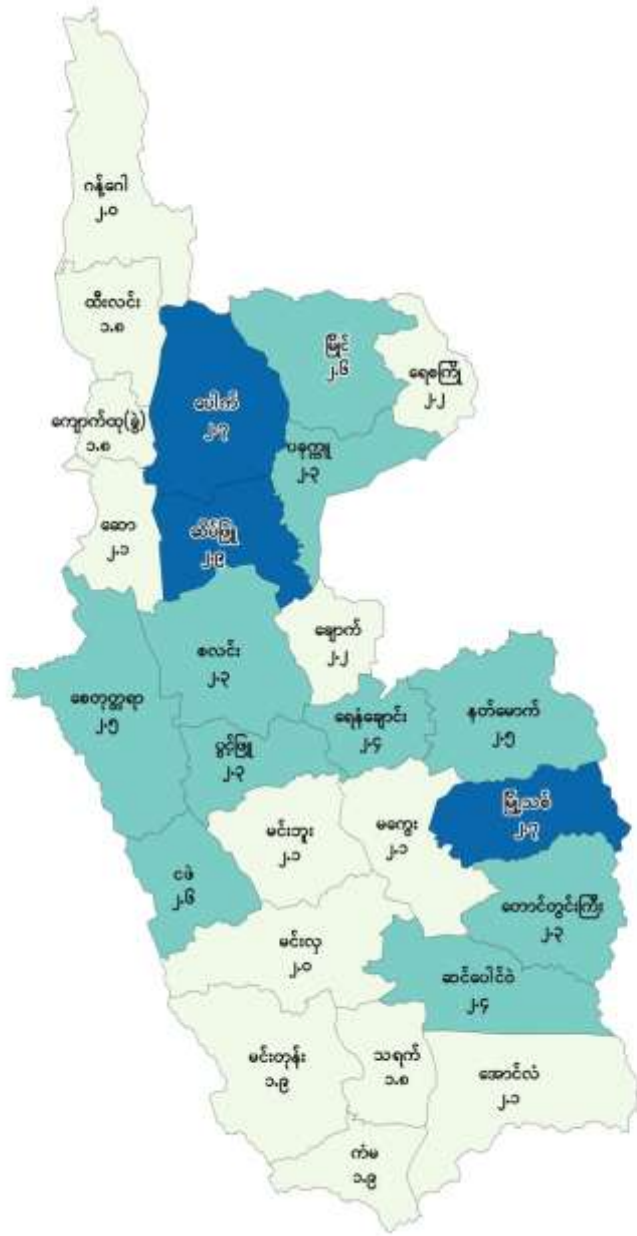 ဂန့်ဂေါ
၂.၀
ထီးလင်း
၁.၈
မြိုင်
၂.၆
ရေစကြို
၂.၂
ပေါက်
၂.၇
ကျောက်ထု(ခွဲ)
၁.၈
ပခုက္ကူ
၂.၃
ဆော
၂.၁
ဆိပ်ဖြူ
၂.၉
ချောက်
၂.၂
စလင်း
၂.၃
စေတုတ္တရာ
၂.၅
ရေနံချောင်း
၂.၄
နတ်မောက်
၂.၅
ပွင့်ဖြူ
၂.၃
မြို့သစ်
၂.၇
မင်းဘူး
၂.၁
မကွေး
၂.၁
ငဖဲ
၂.၆
တောင်တွင်းကြီး
၂.၃
မင်းလှ
၂.၀
ဆင်ပေါင်ဝဲ
၂.၄
မင်းတုန်း
၁.၉
သရက်
၁.၈
အောင်လံ
၂.၁
ကံမ
၁.၉